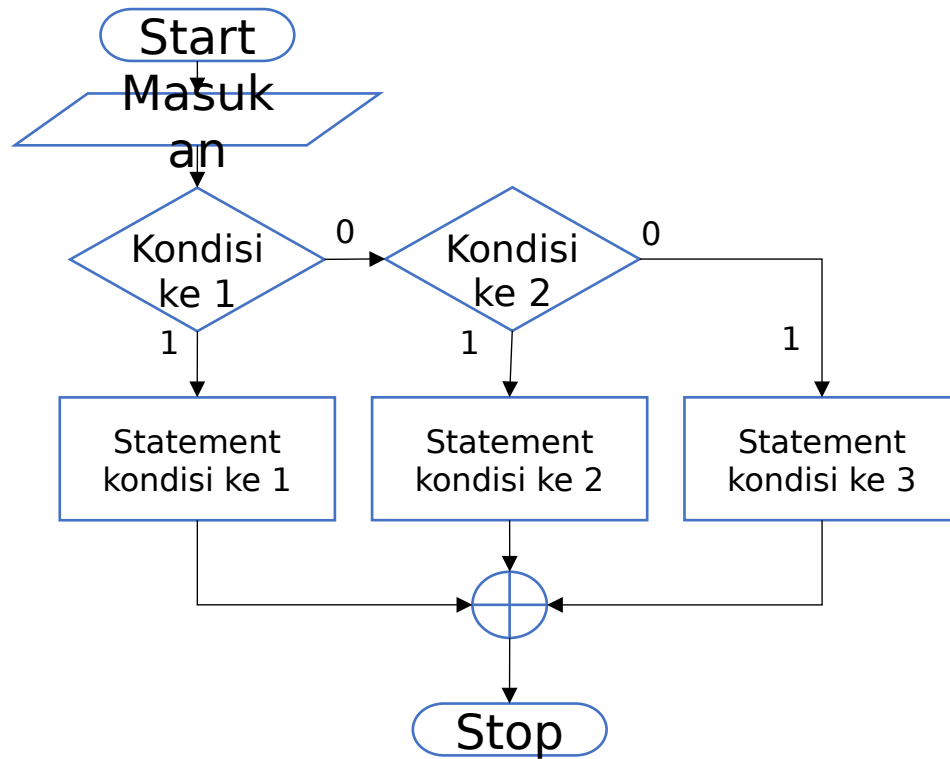 Start
Masuk
an
Kondisi
ke 1
0
Kondisi
ke 2
0
1
1
1
Statement
kondisi ke 1
Statement
kondisi ke 2
Statement
kondisi ke 3
Stop